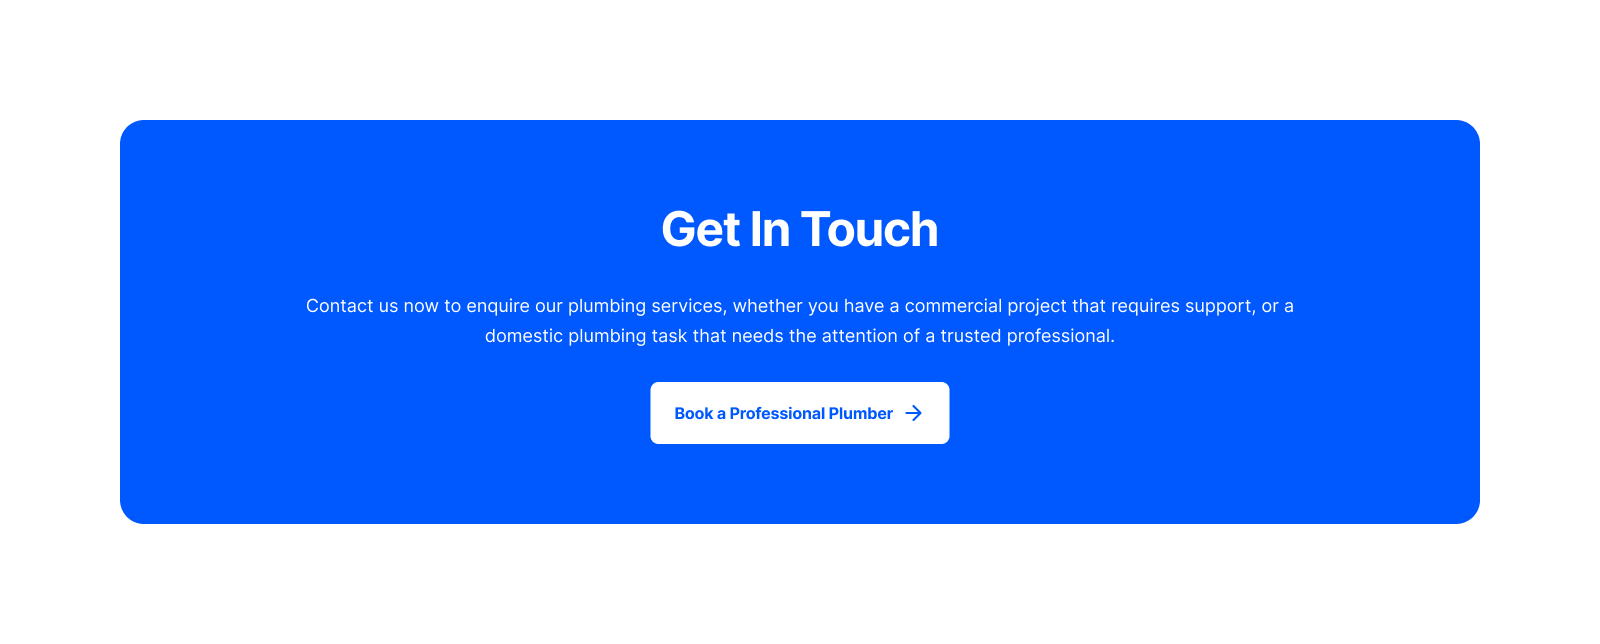 Get In Touch
Contact us now to enquire our plumbing services, whether you have a commercial project that requires support, or a
domestic plumbing task that needs the attention of a trusted professional.
Book a Professional Plumber